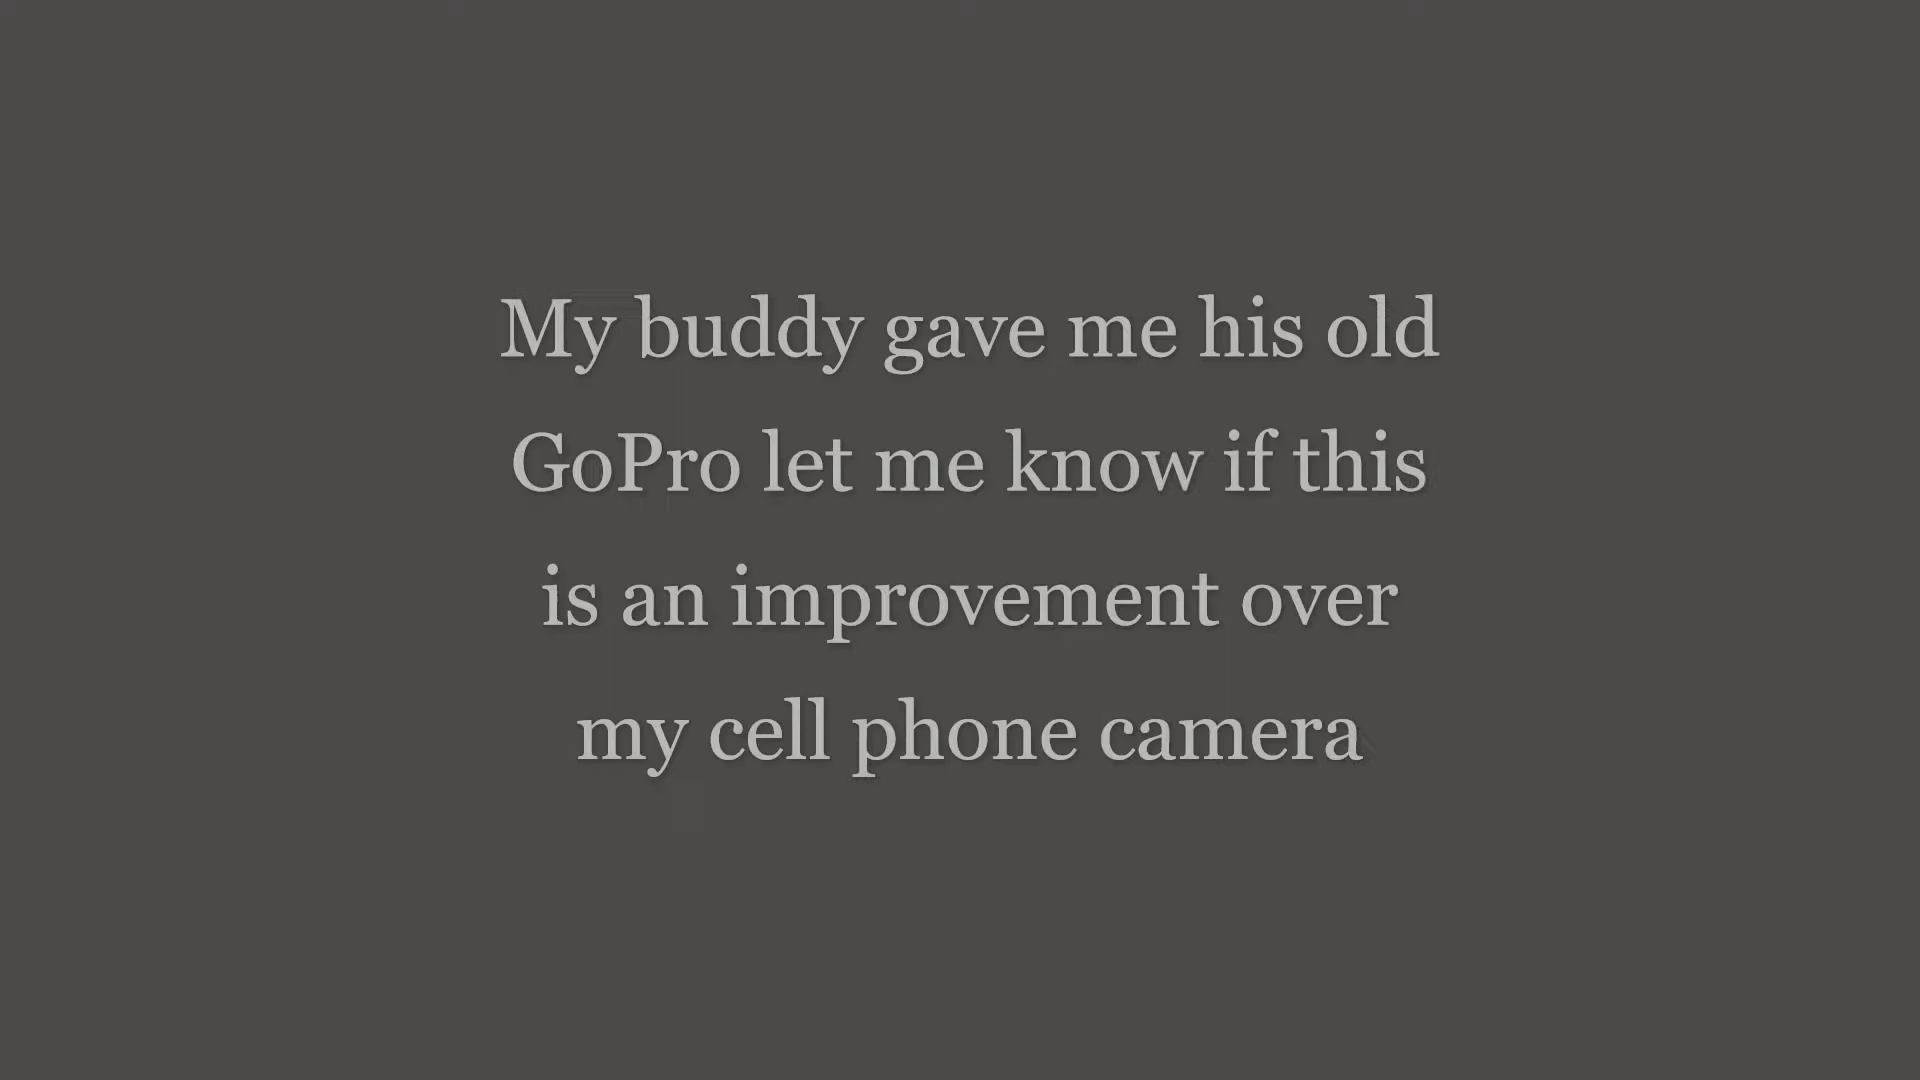 My buddy gave me his old
GoPro let me know if this
is an improvement over
my cell phone camera